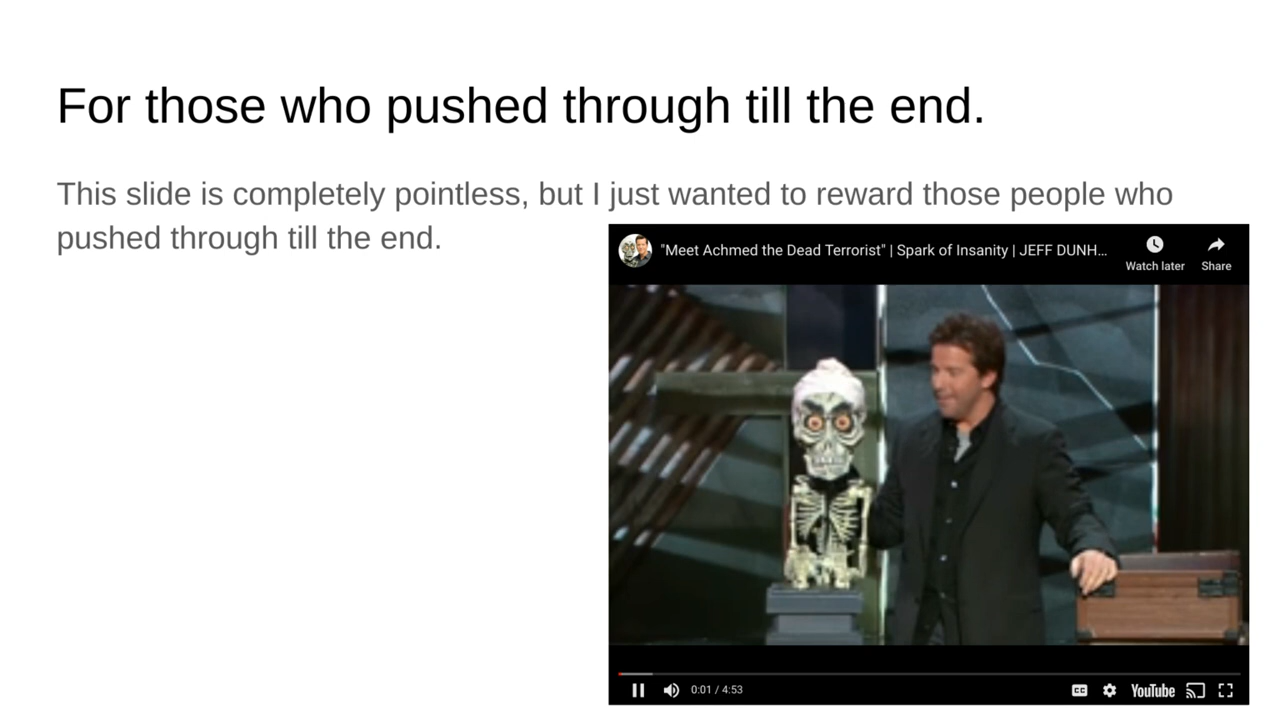 For those who pushed through till the end.
This slide is completely pointless, but I just wanted to reward those people who
pushed through till the end.
"Meet Achmed the Dead Terrorist" | Spark of Insanity | JEFF DUNH...
Watch later
Share
0:01 / 4:53
CC
YouTube